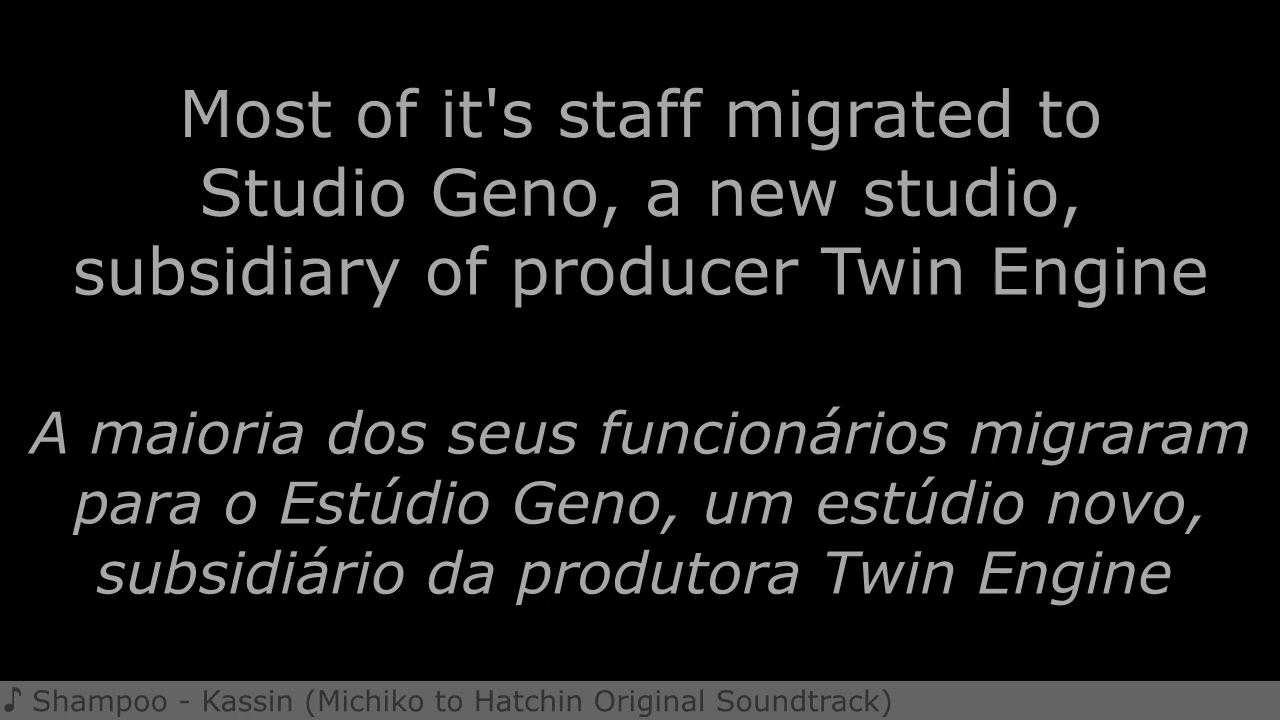 Most of it's staff migrated to
Studio Geno, a new studio,
subsidiary of producer Twin Engine
A maioria dos seus funcionários migraram
para o Estúdio Geno, um estúdio novo,
subsidiário da produtora Twin Engine
♪ Shampoo - Kassin (Michiko to Hatchin Original Soundtrack)